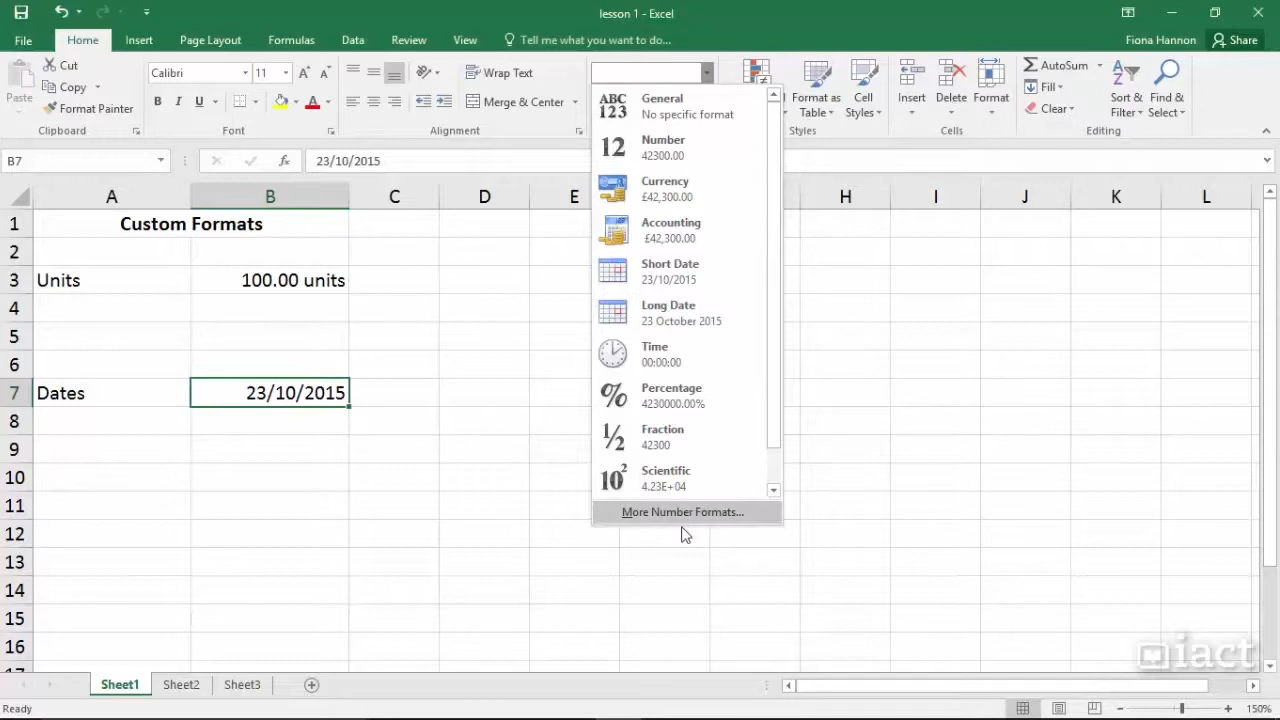 lesson 1 - Excel
File Home Insert Page Layout Formulas Data Review View Tell me what you want to do... Fiona Hannon Share
Paste
Cut
Copy
Format Painter
Clipboard
Calibri 11
B I U
Font
Wrap Text
Merge & Center
Alignment
Format as Table
Cell Styles
Styles
Insert Delete Format
Cells
AutoSum
Fill
Clear
Sort & Filter
Find & Select
Editing
B7 fx 23/10/2015
A B C D E H I J K L
1 Custom Formats
2
3 Units 100.00 units
4
5
6
7 Dates 23/10/2015
8
9
10
11
12
13
14
15
16
17
ABC 123 General
No specific format
12 Number
42300.00
Currency
£42,300.00
Accounting
£42,300.00
Short Date
23/10/2015
Long Date
23 October 2015
Time
00:00:00
% Percentage
4230000.00%
1/2 Fraction
42300
10² Scientific
4.23E+04
More Number Formats...
iact
Sheet1 Sheet2 Sheet3
Ready 150%